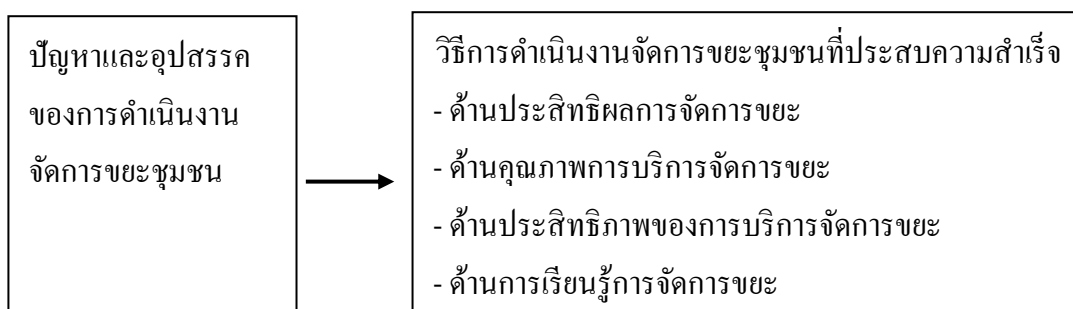 ปัญหาและอุปสรรค
ของการดำเนินงาน
จัดการขยะชุมชน
วิธีการดำเนินงานจัดการขยะชุมชนที่ประสบความสำเร็จ
- ด้านประสิทธิผลการจัดการขยะ
- ด้านคุณภาพการบริการจัดการขยะ
- ด้านประสิทธิภาพของการบริการจัดการขยะ
- ด้านการเรียนรู้การจัดการขยะ